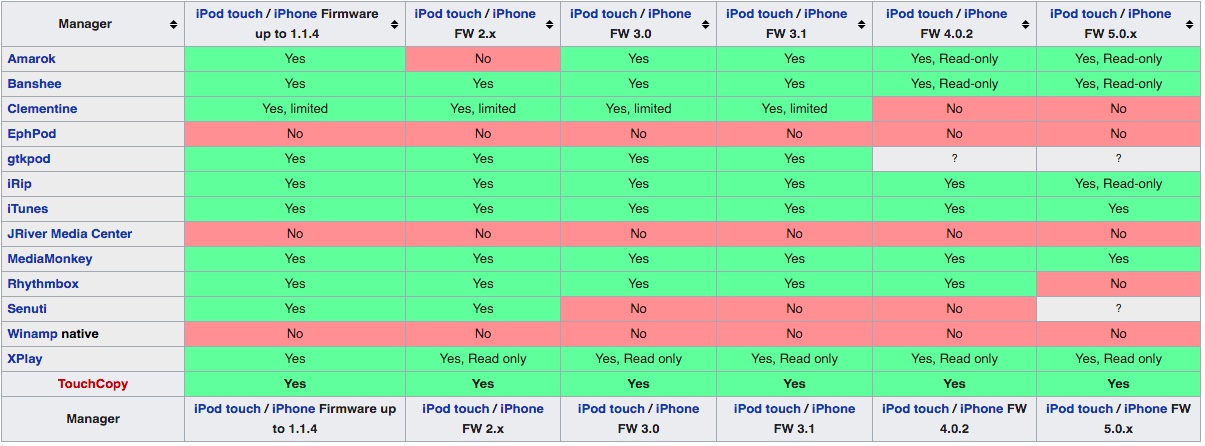 Manager iPod touch / iPhone Firmware up to 1.1.4 iPod touch / iPhone FW 2.x iPod touch / iPhone FW 3.0 iPod touch / iPhone FW 3.1 iPod touch / iPhone FW 4.0.2 iPod touch / iPhone FW 5.0.x
Amarok Yes No Yes Yes Yes, Read-only Yes, Read-only
Banshee Yes Yes Yes Yes Yes, Read-only Yes, Read-only
Clementine Yes, limited Yes, limited Yes, limited Yes, limited No No
EphPod No No No No No No
gtkpod Yes Yes Yes Yes ? ?
iRip Yes Yes Yes Yes Yes Yes, Read-only
iTunes Yes Yes Yes Yes Yes Yes
JRiver Media Center No No No No No No
MediaMonkey Yes Yes Yes Yes Yes Yes
Rhythmbox Yes Yes Yes Yes Yes No
Senuti Yes Yes No No No ?
Winamp native No No No No No No
XPlay Yes Yes, Read only Yes, Read only Yes, Read only Yes, Read only Yes, Read only
TouchCopy Yes Yes Yes Yes Yes Yes
Manager iPod touch / iPhone Firmware up to 1.1.4 iPod touch / iPhone FW 2.x iPod touch / iPhone FW 3.0 iPod touch / iPhone FW 3.1 iPod touch / iPhone FW 4.0.2 iPod touch / iPhone FW 5.0.x